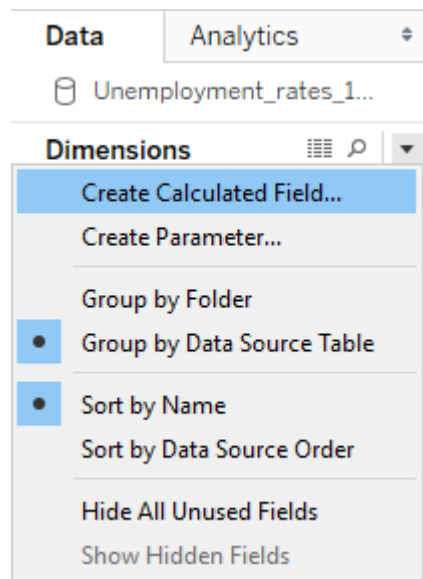 Data Analytics
Unemployment_rates_1...
Dimensions
Create Calculated Field...
Create Parameter...
Group by Folder
Group by Data Source Table
Sort by Name
Sort by Data Source Order
Hide All Unused Fields
Show Hidden Fields